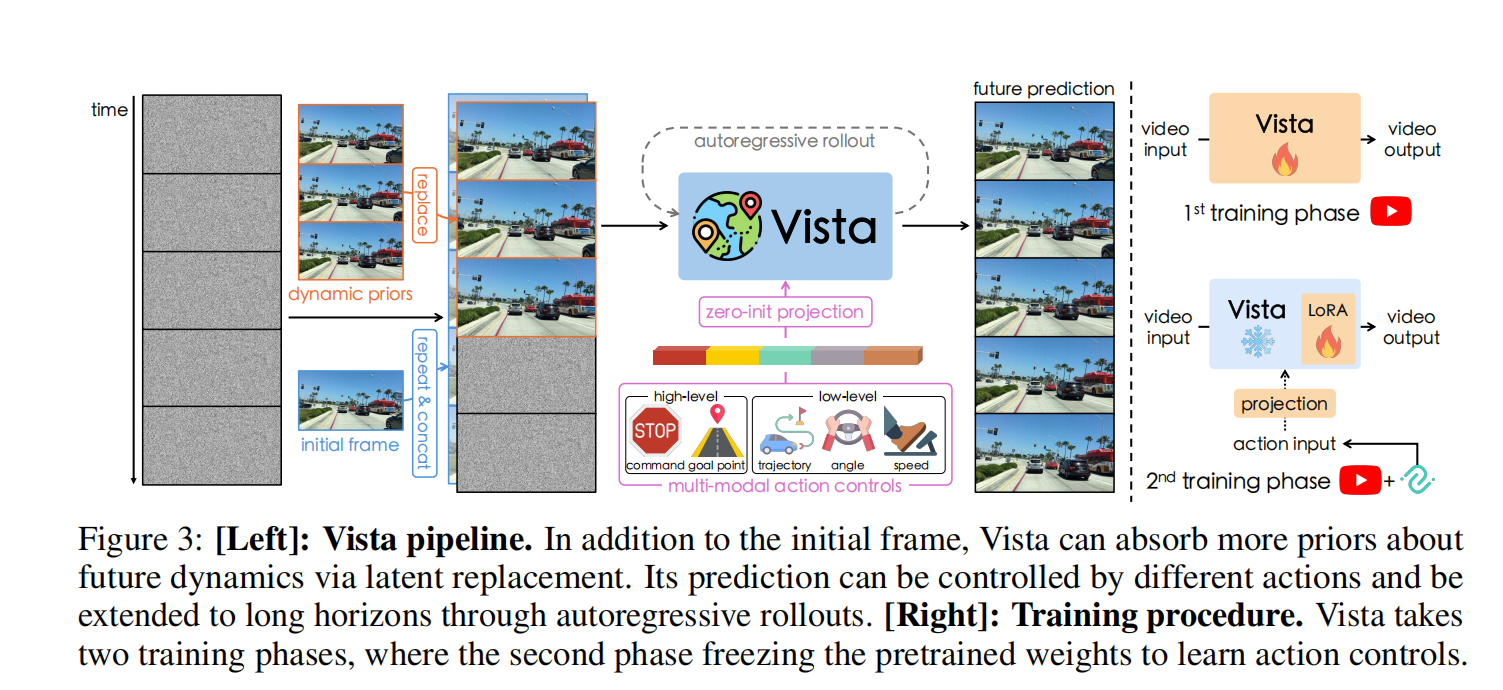 time
replace
dynamic priors
repeat & concat
initial frame
autoregressive rollout
Vista
zero-init projection
high-level
low-level
STOP
command
goal point
trajectory
angle
speed
multi-modal action controls
future prediction
video
input
Vista
video
output
1st training phase
video
input
Vista
LoRA
video
output
projection
action input
2nd training phase
+
Figure 3: [Left]: Vista pipeline. In addition to the initial frame, Vista can absorb more priors about
future dynamics via latent replacement. Its prediction can be controlled by different actions and be
extended to long horizons through autoregressive rollouts. [Right]: Training procedure. Vista takes
two training phases, where the second phase freezing the pretrained weights to learn action controls.